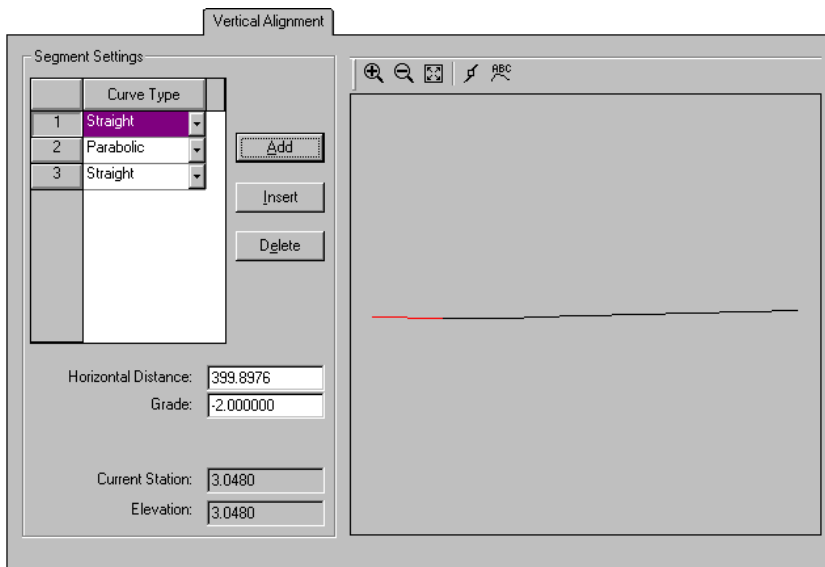 Vertical Alignment
Segment Settings
Curve Type
1 Straight
2 Parabolic
3 Straight
Add
Insert
Delete
Horizontal Distance: 399.8976
Grade: -2.000000
Current Station: 3.0480
Elevation: 3.0480
ABC